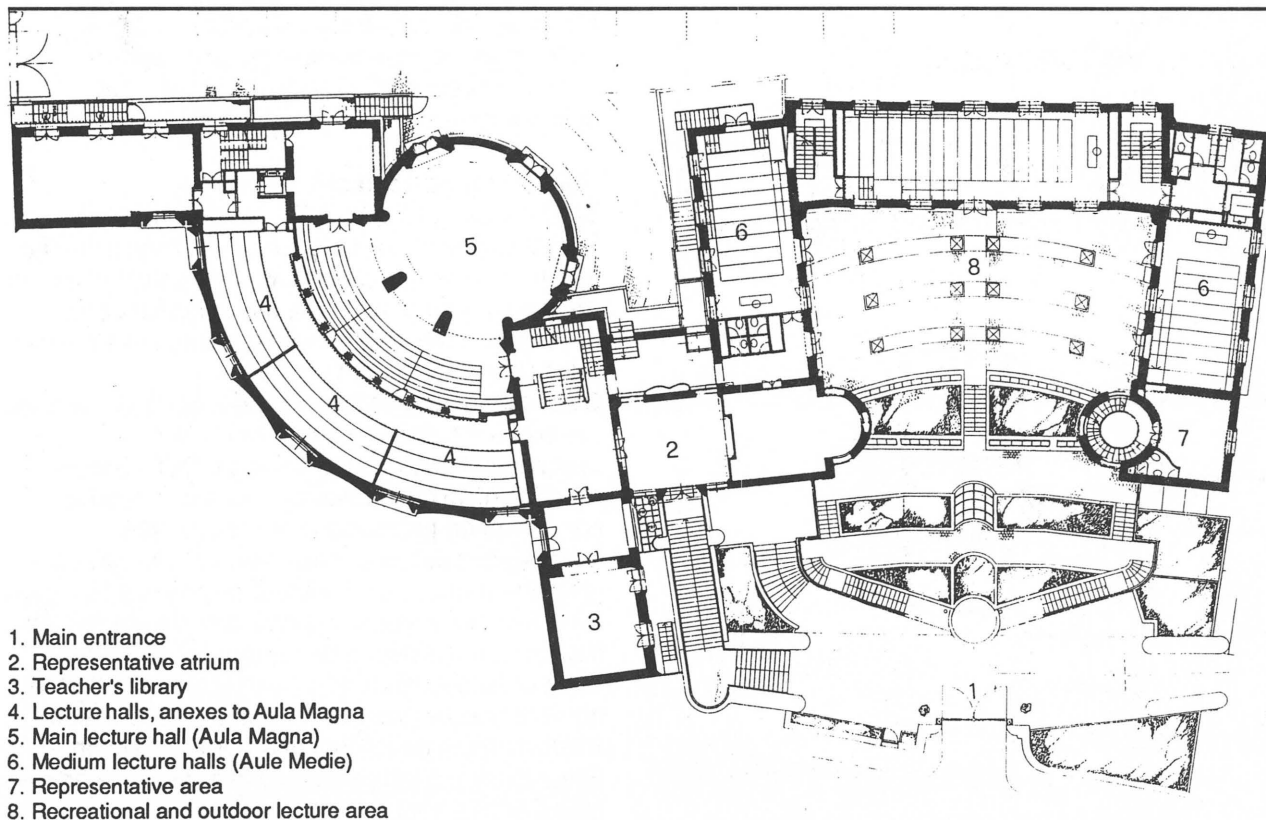 5
6
8
6
4
4
4
2
7
3
1
1. Main entrance
2. Representative atrium
3. Teacher's library
4. Lecture halls, anexes to Aula Magna
5. Main lecture hall (Aula Magna)
6. Medium lecture halls (Aule Medie)
7. Representative area
8. Recreational and outdoor lecture area